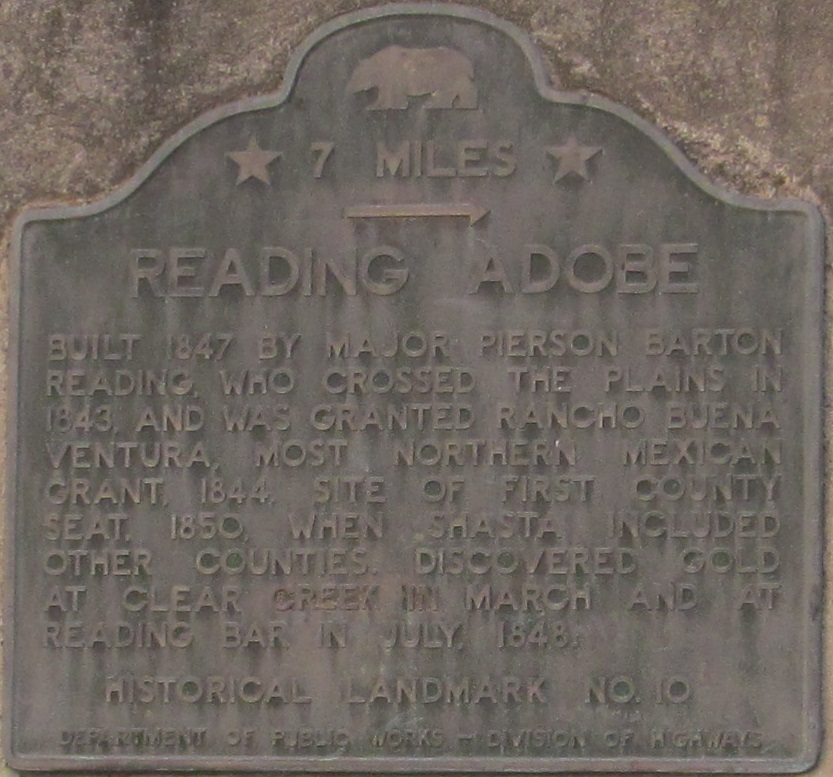 7 MILES
READING ADOBE
BUILT 1847 BY MAJOR PIERSON BARTON
READING, WHO CROSSED THE PLAINS IN
1843, AND WAS GRANTED RANCHO BUENA
VENTURA, MOST NORTHERN MEXICAN
GRANT, 1844. SITE OF FIRST COUNTY
SEAT, 1850, WHEN SHASTA INCLUDED
OTHER COUNTIES. DISCOVERED GOLD
AT CLEAR CREEK IN MARCH AND AT
READING BAR IN JULY, 1848.
HISTORICAL LANDMARK NO. 10
DEPARTMENT OF PUBLIC WORKS — DIVISION OF HIGHWAYS